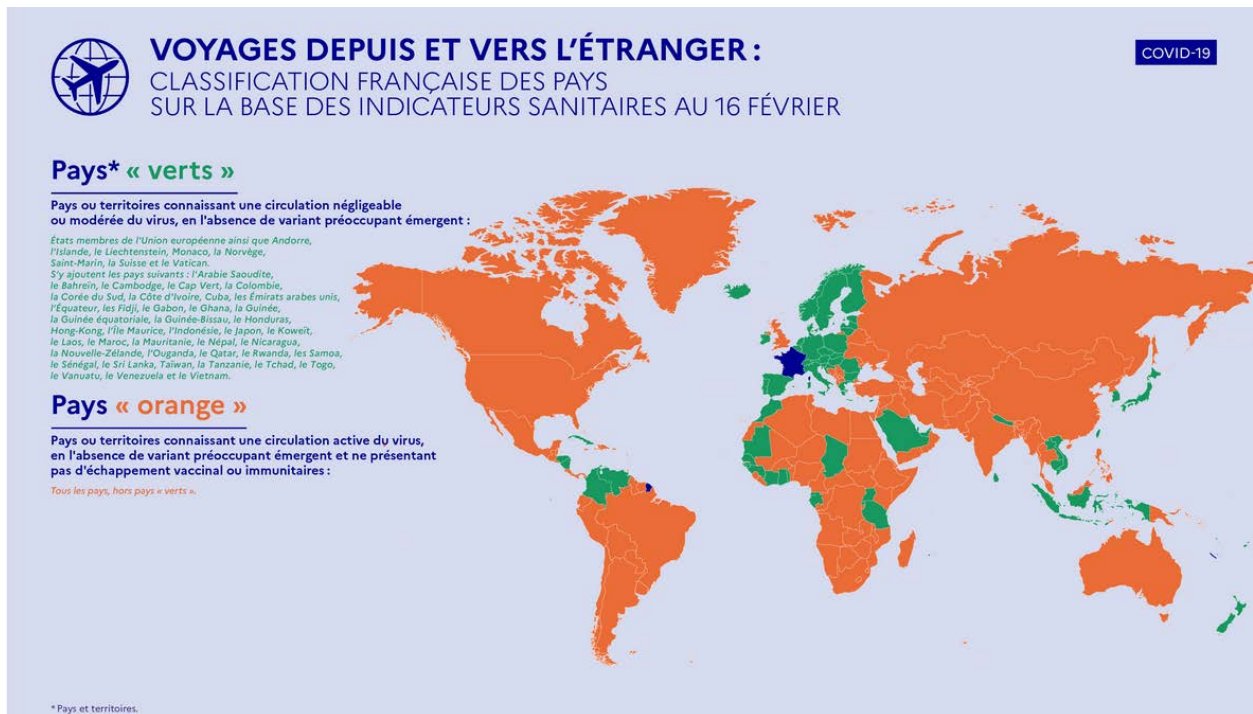 VOYAGES DEPUIS ET VERS L'ÉTRANGER :
CLASSIFICATION FRANÇAISE DES PAYS
SUR LA BASE DES INDICATEURS SANITAIRES AU 16 FÉVRIER
COVID-19
Pays* « verts »
Pays ou territoires connaissant une circulation négligeable
ou modérée du virus, en l'absence de variant préoccupant émergent :
États membres de l'Union européenne ainsi que Andorre,
l'Islande, le Liechtenstein, Monaco, la Norvège,
Saint-Marin, la Suisse et le Vatican.
S'y ajoutent les pays suivants : l'Arabie Saoudite,
le Bahreïn, le Cambodge, le Cap Vert, la Colombie,
la Corée du Sud, la Côte d'Ivoire, Cuba, les Émirats arabes unis,
l'Équateur, les Fidji, le Gabon, le Ghana, la Guinée,
la Guinée équatoriale, la Guinée-Bissau, le Honduras,
Hong-Kong, l'Île Maurice, l'Indonésie, le Japon, le Koweït,
le Laos, le Maroc, la Mauritanie, le Népal, le Nicaragua,
la Nouvelle-Zélande, l'Ouganda, le Qatar, le Rwanda, les Samoa,
le Sénégal, le Sri Lanka, Taïwan, la Tanzanie, le Tchad, le Togo,
le Vanuatu, le Venezuela et le Vietnam.
Pays « orange »
Pays ou territoires connaissant une circulation active du virus,
en l'absence de variant préoccupant émergent et ne présentant
pas d'échappement vaccinal ou immunitaires :
Tous les pays, hors pays « verts ».
* Pays et territoires.